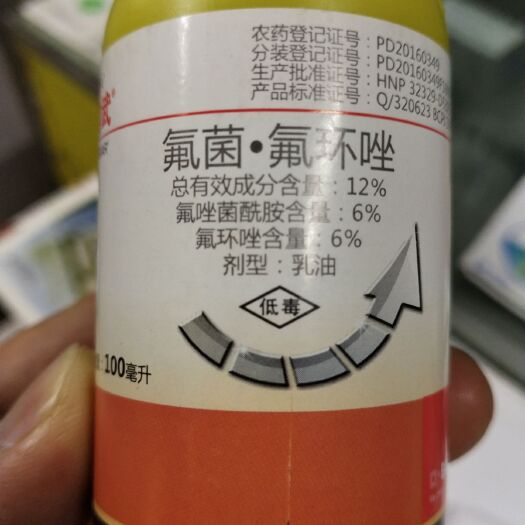 农药登记证号：PD20160349
分装登记证号：PD20160349F
生产批准证号：HNP 32329-D
产品标准证号：Q/320623 BCP
武®
氟菌·氟环唑
总有效成分含量：12%
氟唑菌酰胺含量：6%
氟环唑含量：6%
剂型：乳油
低毒
：100毫升